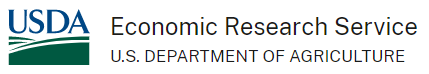 USDA
Economic Research Service
U.S. DEPARTMENT OF AGRICULTURE